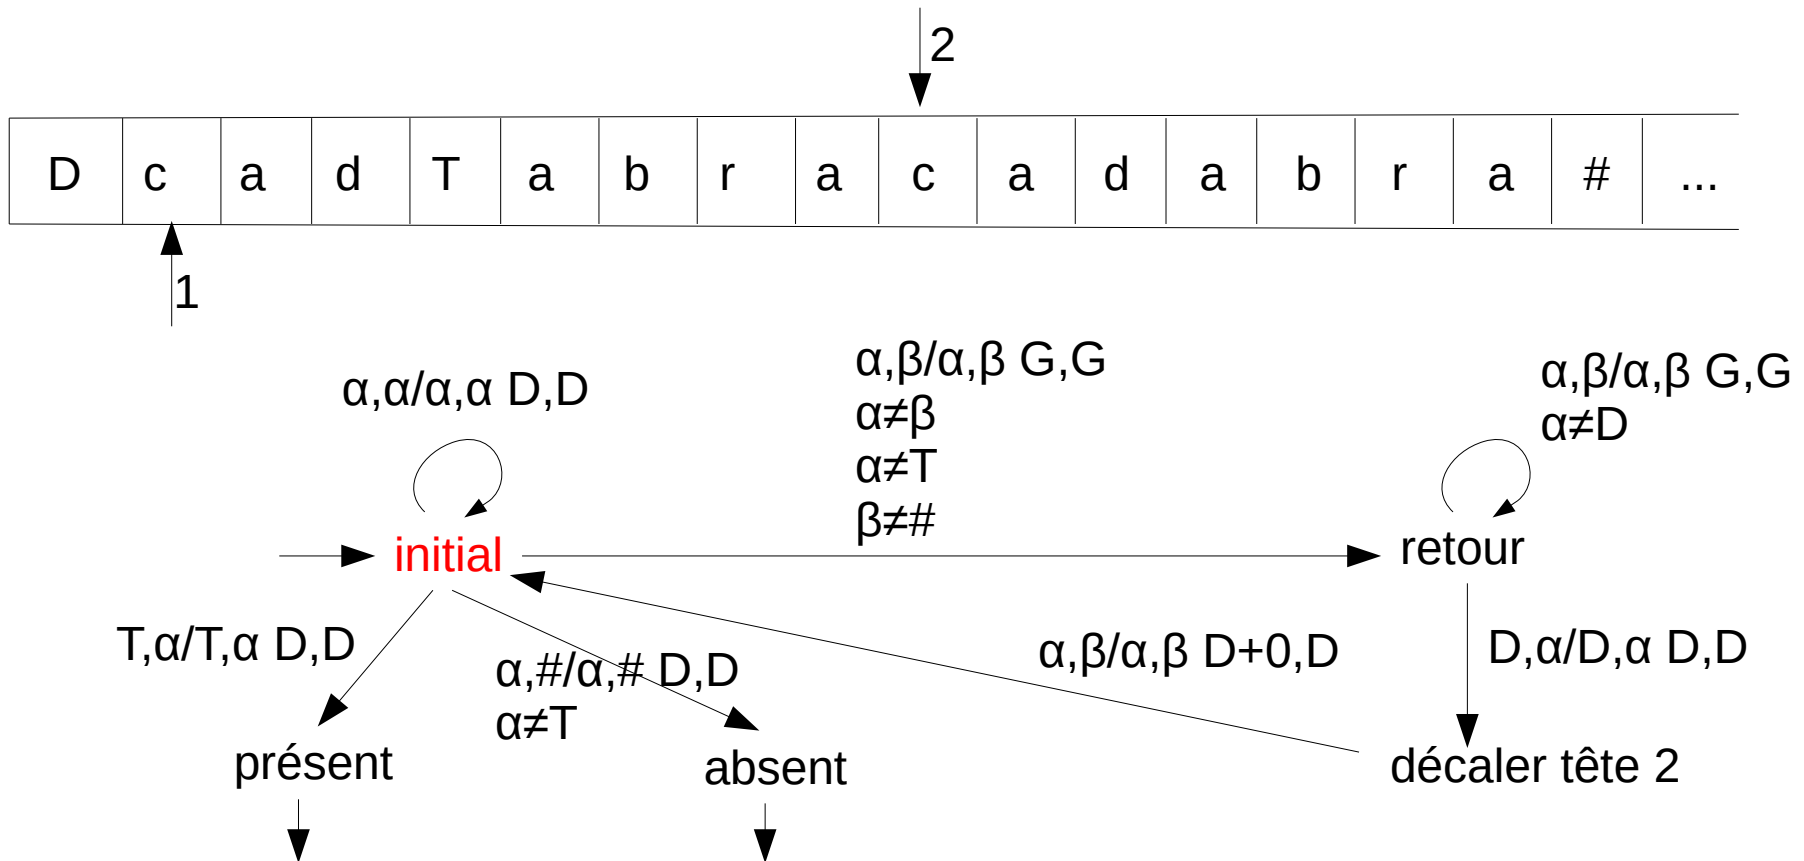 2
D c a d T a b r a c a d a b r a # ...
1
α,α/α,α D,D
α,β/α,β G,G
α≠β
α≠T
β≠#
α,β/α,β G,G
α≠D
initial
retour
T,α/T,α D,D
α,#/α,# D,D
α≠T
α,β/α,β D+0,D
D,α/D,α D,D
présent
absent
décaler tête 2